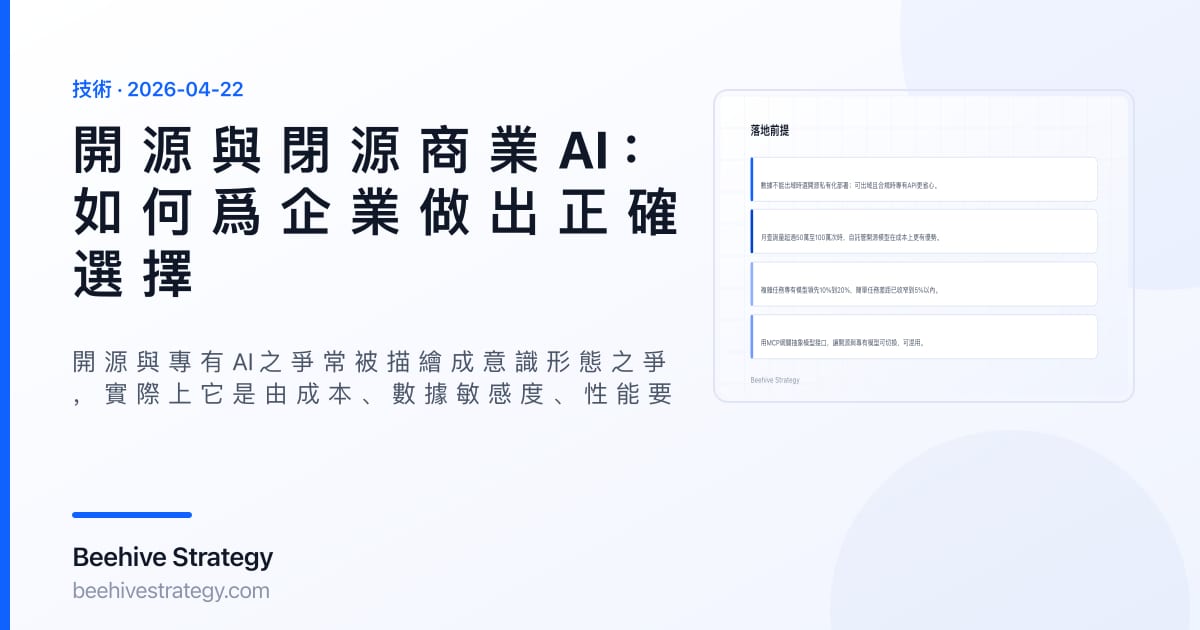 技術 · 2026-04-22
開源與閉源商業AI：
如何爲企業做出正確
選擇
開源與專有AI之爭常被描繪成意識形態之爭
，實際上它是由成本、數據敏感度、性能要
Beehive Strategy
beehivestrategy.com
落地前提
數據不能出域時選開源私有化部署；可出域且合規時專有API更省心。
月查詢量超過50萬至100萬次時，自託管開源模型在成本上更有優勢。
複雜任務專有模型領先10%到20%，簡單任務差距已收窄到5%以內。
用MCP網關抽象模型接口，讓開源與專有模型可切換、可混用。
Beehive Strategy